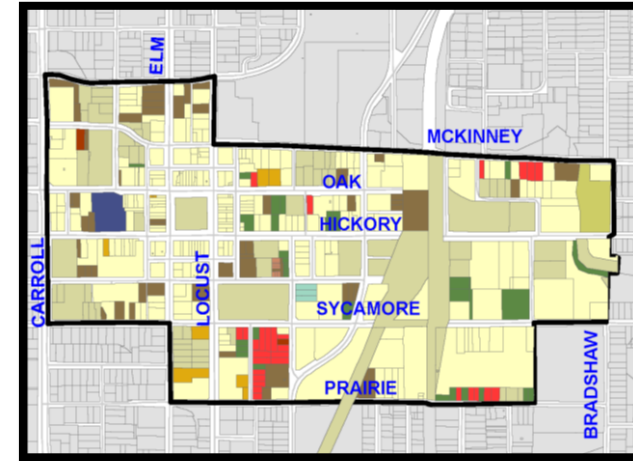 ELM
MCKINNEY
OAK
HICKORY
CARROLL
LOCUST
SYCAMORE
PRAIRIE
BRADSHAW